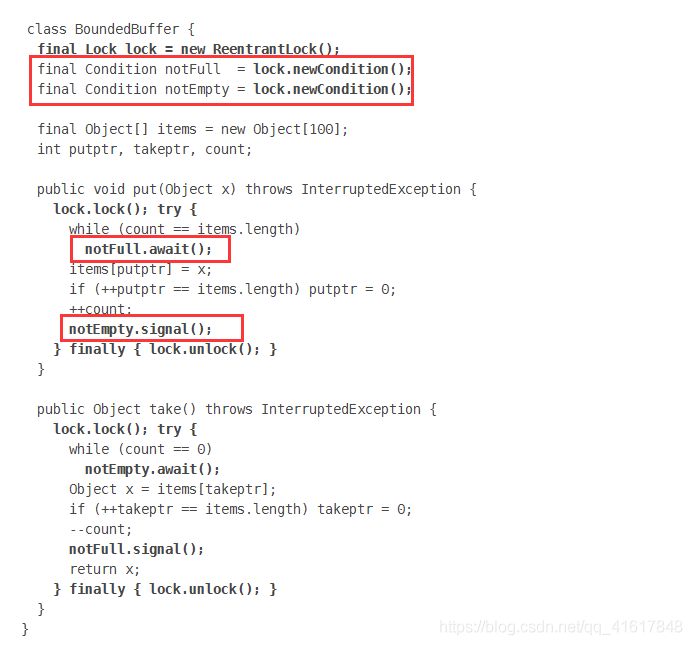 class BoundedBuffer {
  final Lock lock = new ReentrantLock();
  final Condition notFull  = lock.newCondition();
  final Condition notEmpty = lock.newCondition();
  final Object[] items = new Object[100];
  int putptr, takeptr, count;
  public void put(Object x) throws InterruptedException {
    lock.lock(); try {
      while (count == items.length)
        notFull.await();
      items[putptr] = x;
      if (++putptr == items.length) putptr = 0;
      ++count;
      notEmpty.signal();
    } finally { lock.unlock(); }
  }
  public Object take() throws InterruptedException {
    lock.lock(); try {
      while (count == 0)
        notEmpty.await();
      Object x = items[takeptr];
      if (++takeptr == items.length) takeptr = 0;
      --count;
      notFull.signal();
      return x;
    } finally { lock.unlock(); }
  }
}
https://blog.csdn.net/qq_41617848